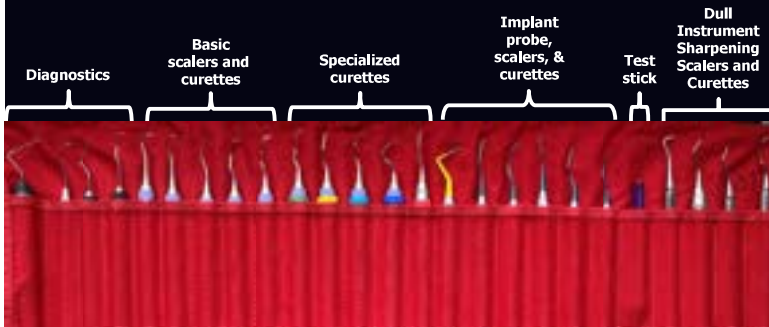 Diagnostics
Basic
scalers and
curettes
Specialized
curettes
Implant
probe,
scalers, &
curettes
Test
stick
Dull
Instrument
Sharpening
Scalers and
Curettes